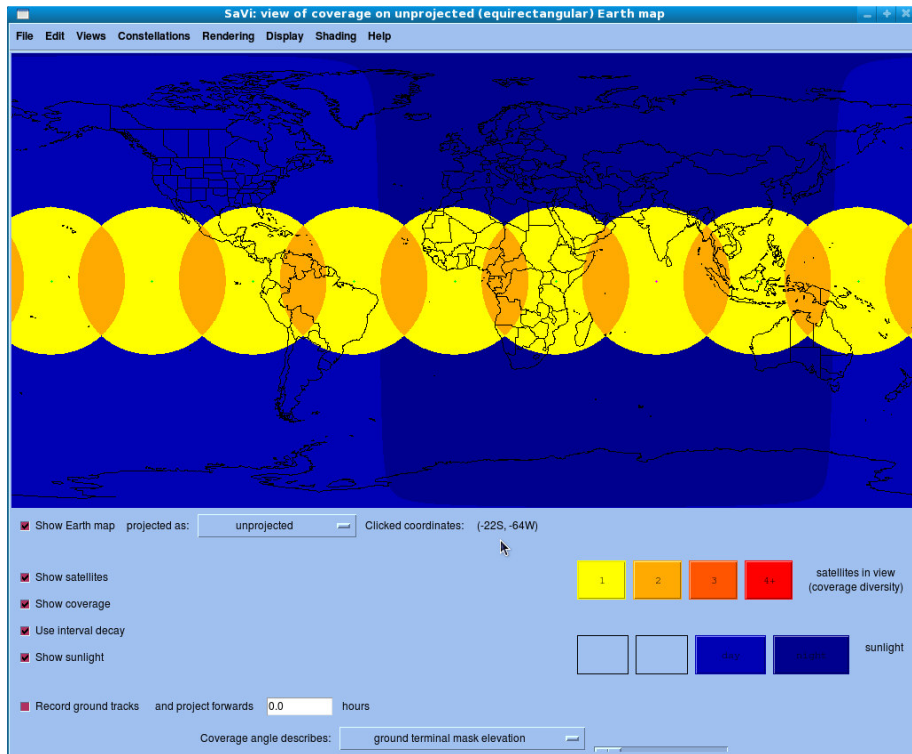 SaVi: view of coverage on unprojected (equirectangular) Earth map
File Edit Views Constellations Rendering Display Shading Help
Show Earth map projected as: unprojected Clicked coordinates: (-22S, -64W)
Show satellites
1 2 3 4+ satellites in view
(coverage diversity)
Show coverage
Use interval decay
Show sunlight
sunlight
Record ground tracks and project forwards 0.0 hours
Coverage angle describes: ground terminal mask elevation